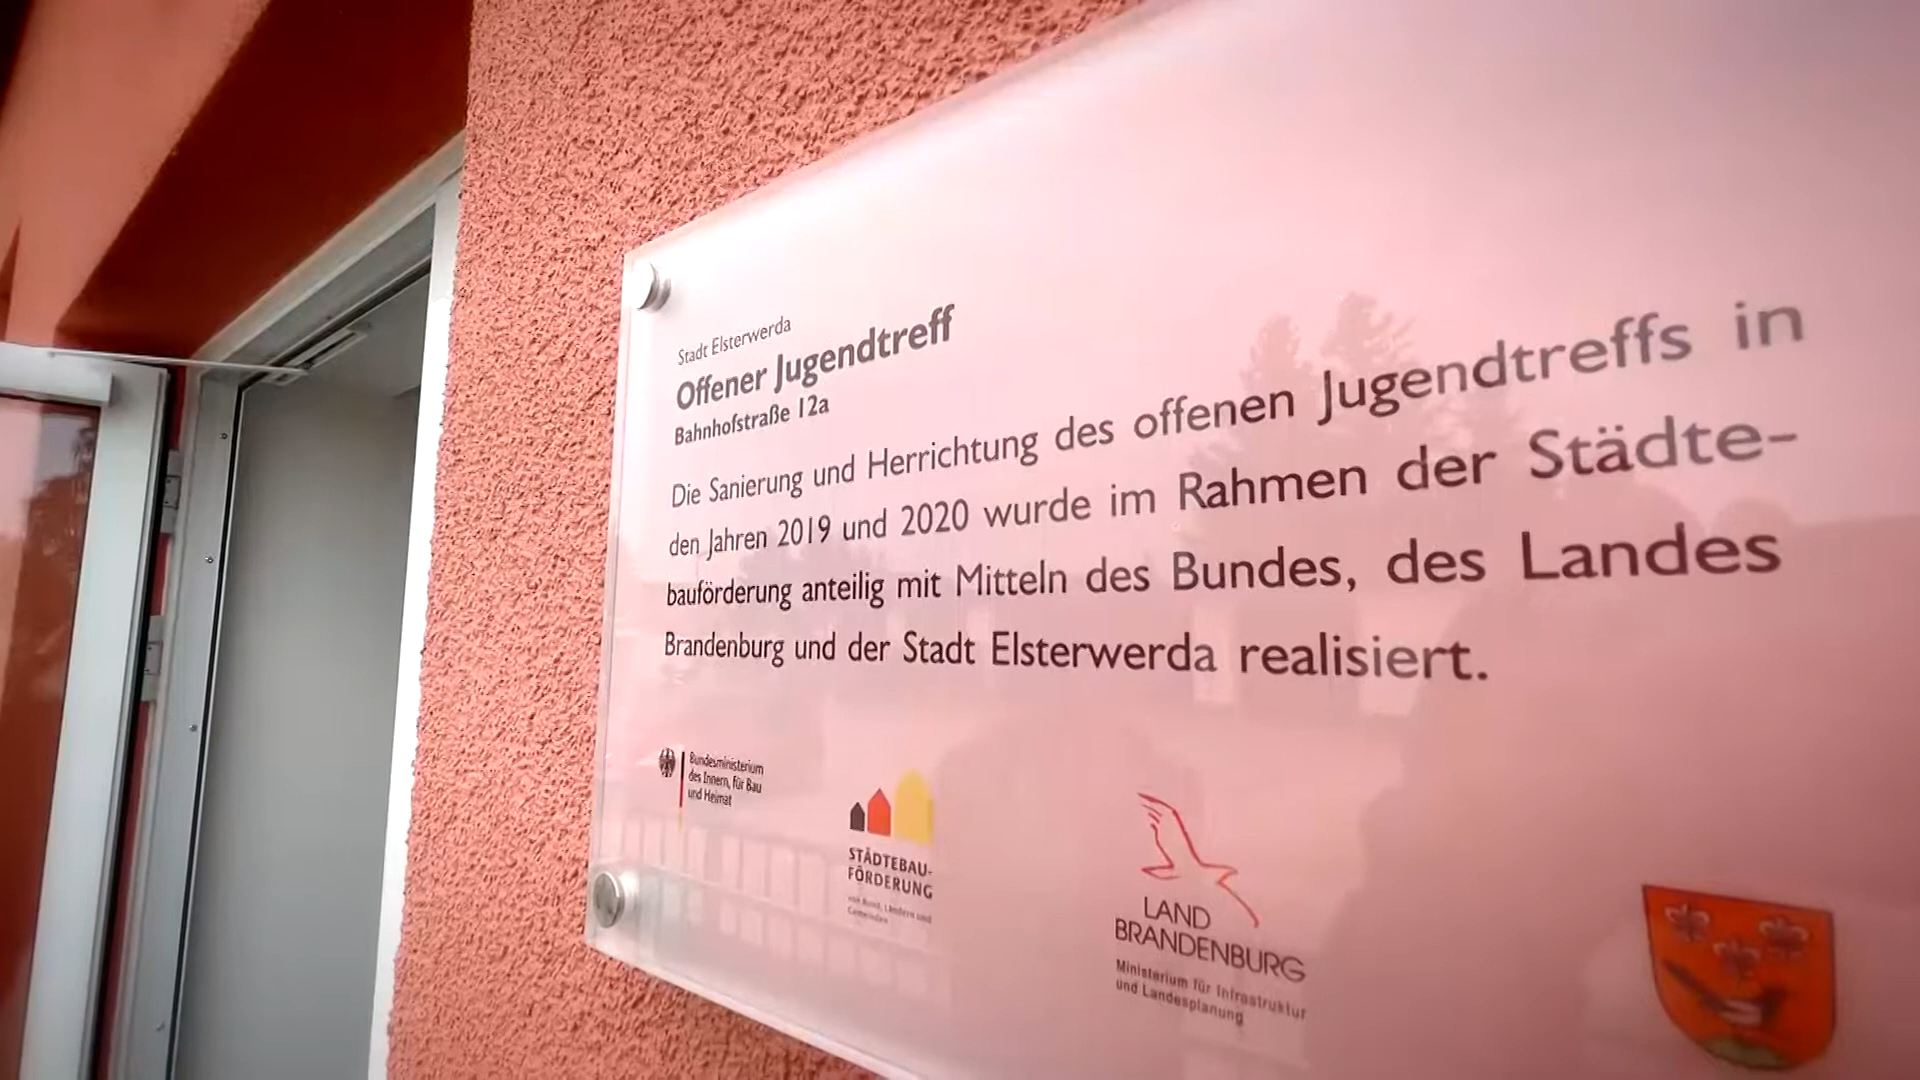 Stadt Elsterwerda
Offener Jugendtreff
Bahnhofstraße 12a
Die Sanierung und Herrichtung des offenen Jugendtreffs in
den Jahren 2019 und 2020 wurde im Rahmen der Städte-
bauförderung anteilig mit Mitteln des Bundes, des Landes
Brandenburg und der Stadt Elsterwerda realisiert.
Bundesministerium
des Innern, für Bau
und Heimat
STÄDTEBAU-
FÖRDERUNG
von Bund, Ländern und
Gemeinden
LAND
BRANDENBURG
Ministerium für Infrastruktur
und Landesplanung